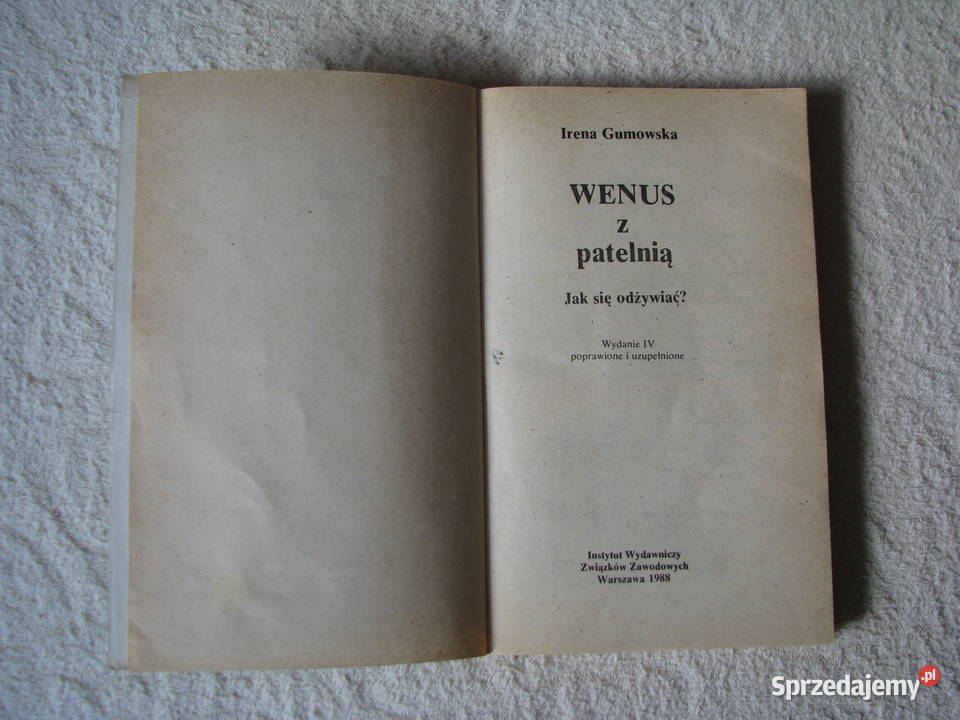 Irena Gumowska
WENUS
z
patelnią
Jak się odżywiać?
Wydanie IV
poprawione i uzupełnione
Instytut Wydawniczy
Związków Zawodowych
Warszawa 1988
Sprzedajemy.pl